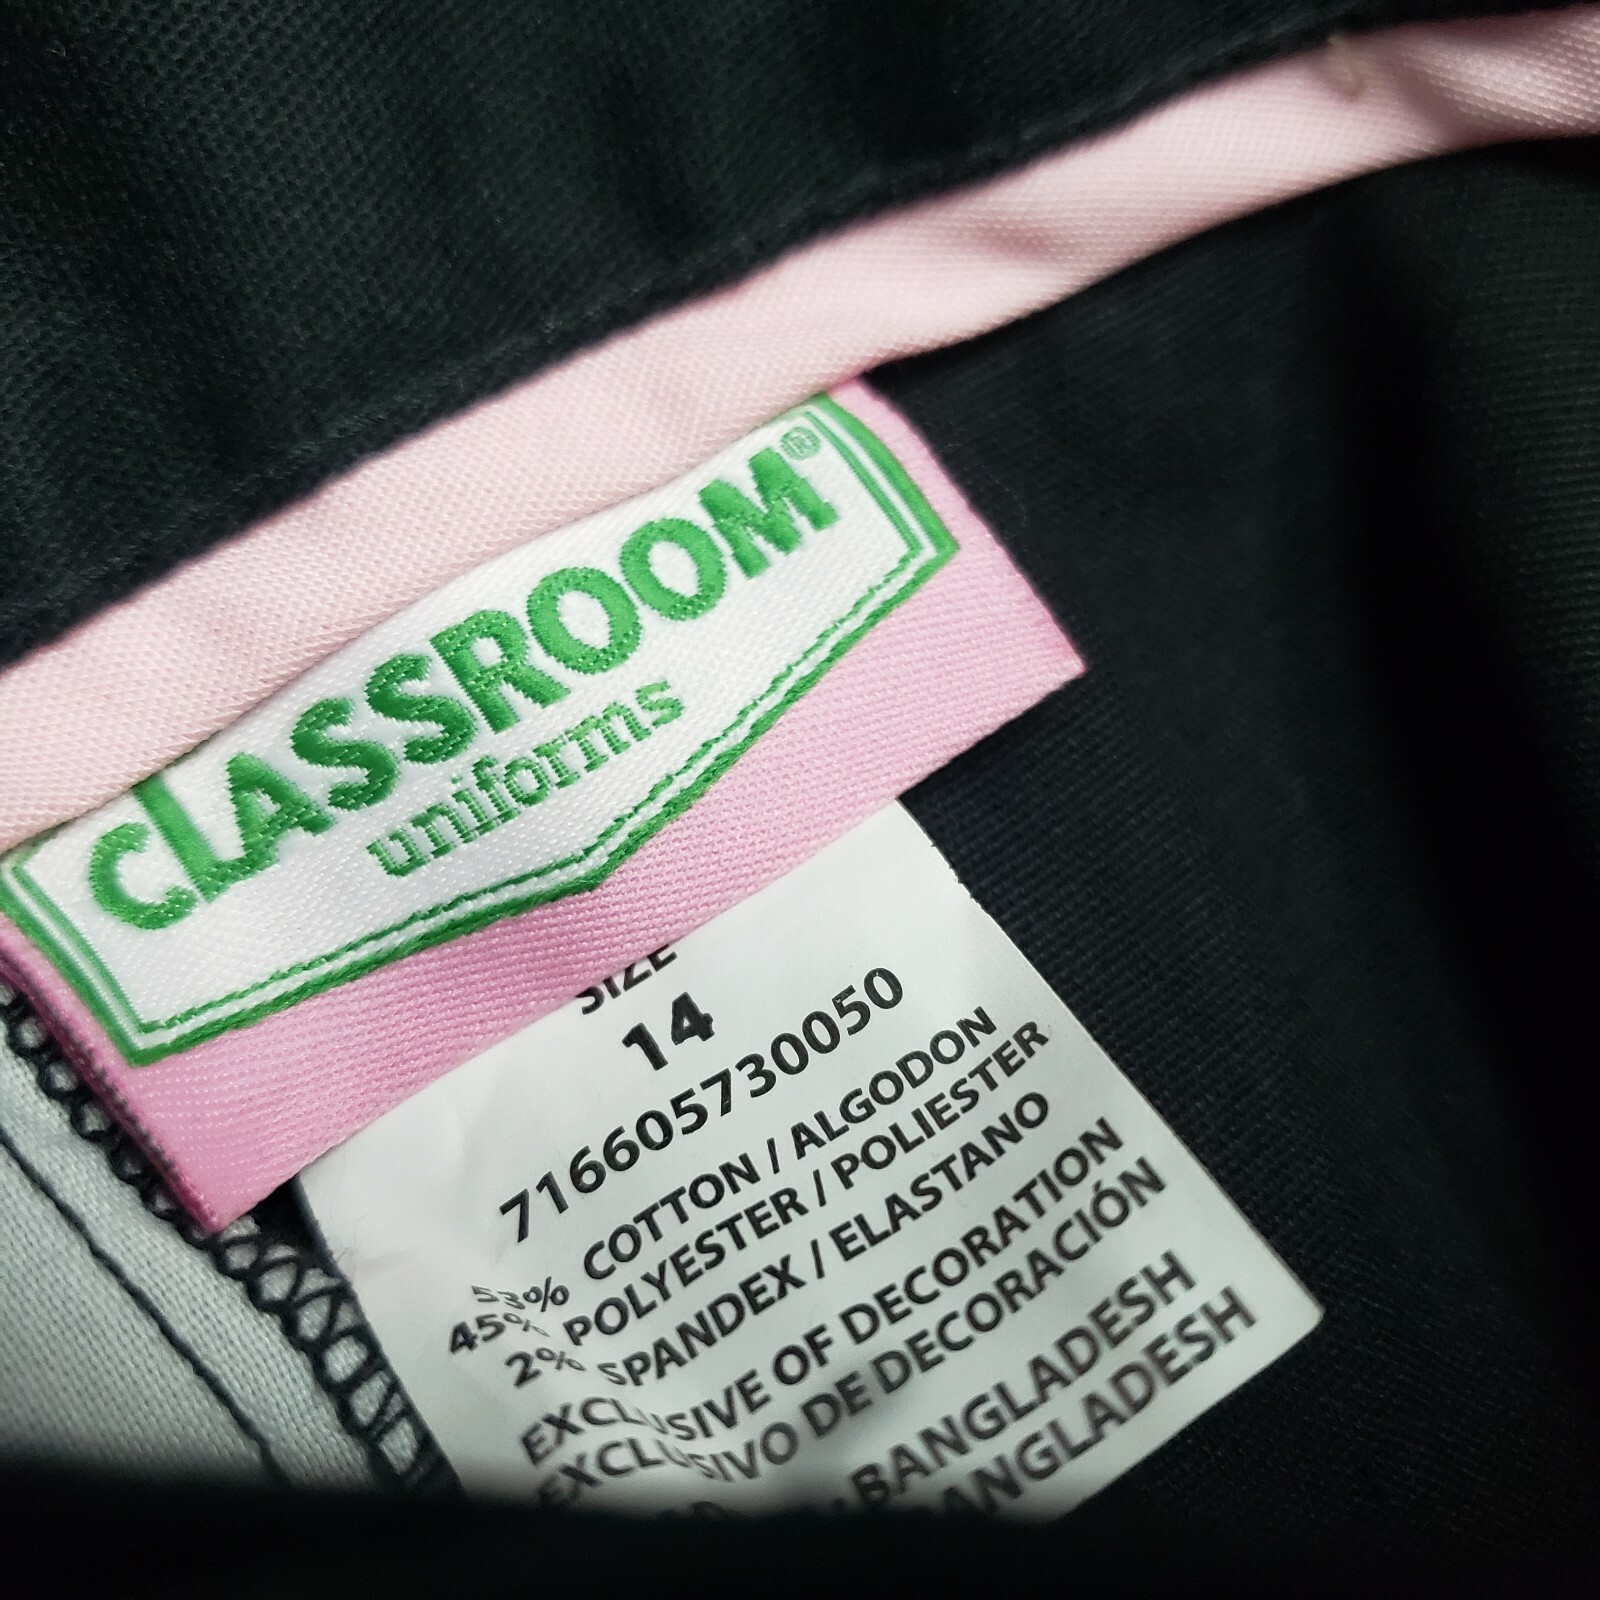 CLASSROOM®
uniforms
SIZE
14
716605730050
53% COTTON / ALGODON
45% POLYESTER / POLIESTER
2% SPANDEX / ELASTANO
EXCLUSIVE OF DECORATION
EXCLUSIVO DE DECORACIÓN
BANGLADESH
BANGLADESH